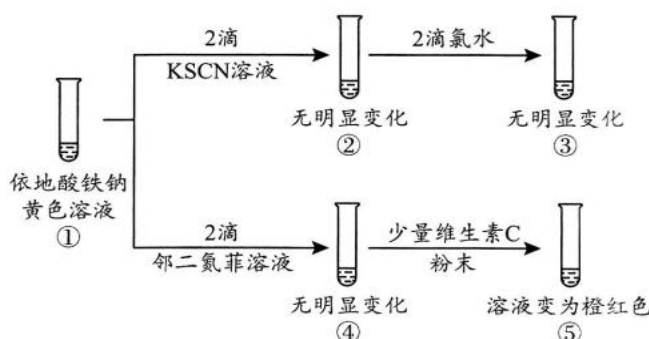 2滴
KSCN溶液
2滴氯水
无明显变化
②
无明显变化
③
依地酸铁钠
黄色溶液
①
2滴
邻二氮菲溶液
少量维生素C
粉末
无明显变化
④
溶液变为橙红色
⑤